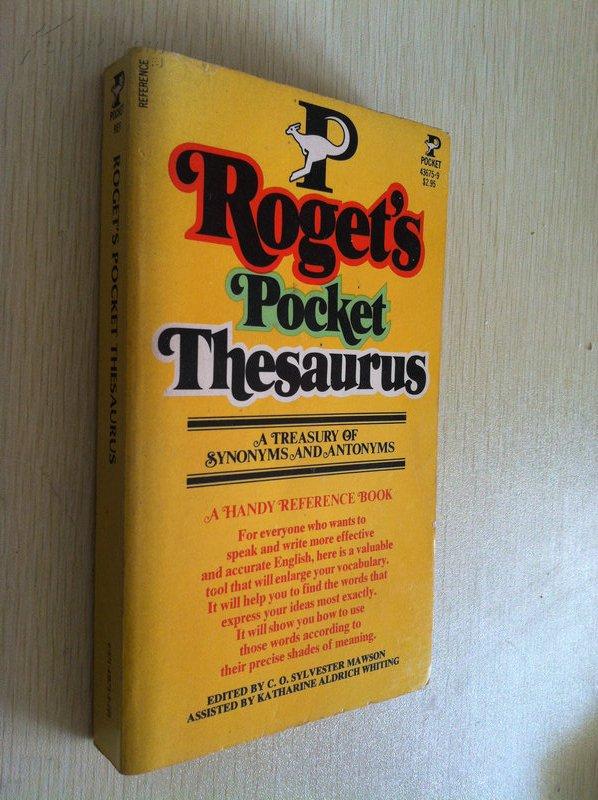 REFERENCE
P
POCKET
43675-9
$2.95
Roget's
Pocket
Thesaurus
A TREASURY OF
SYNONYMS AND ANTONYMS
A HANDY REFERENCE BOOK
For everyone who wants to
speak and write more effective
and accurate English, here is a valuable
tool that will enlarge your vocabulary.
It will help you to find the words that
express your ideas most exactly.
It will show you how to use
those words according to
their precise shades of meaning.
EDITED BY C. O. SYLVESTER MAWSON
ASSISTED BY KATHARINE ALDRICH WHITING
POCKET
REF
ROGET'S POCKET THESAURUS